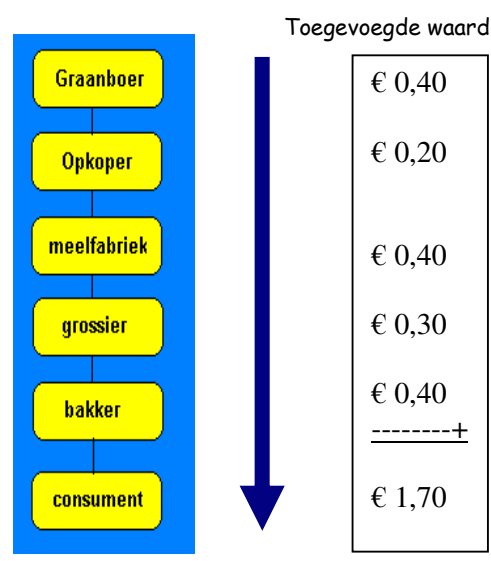 Toegevoegde waard
Graanboer
€ 0,40
Opkoper
€ 0,20
meelfabriek
€ 0,40
grossier
€ 0,30
bakker
€ 0,40
---------+
consument
€ 1,70